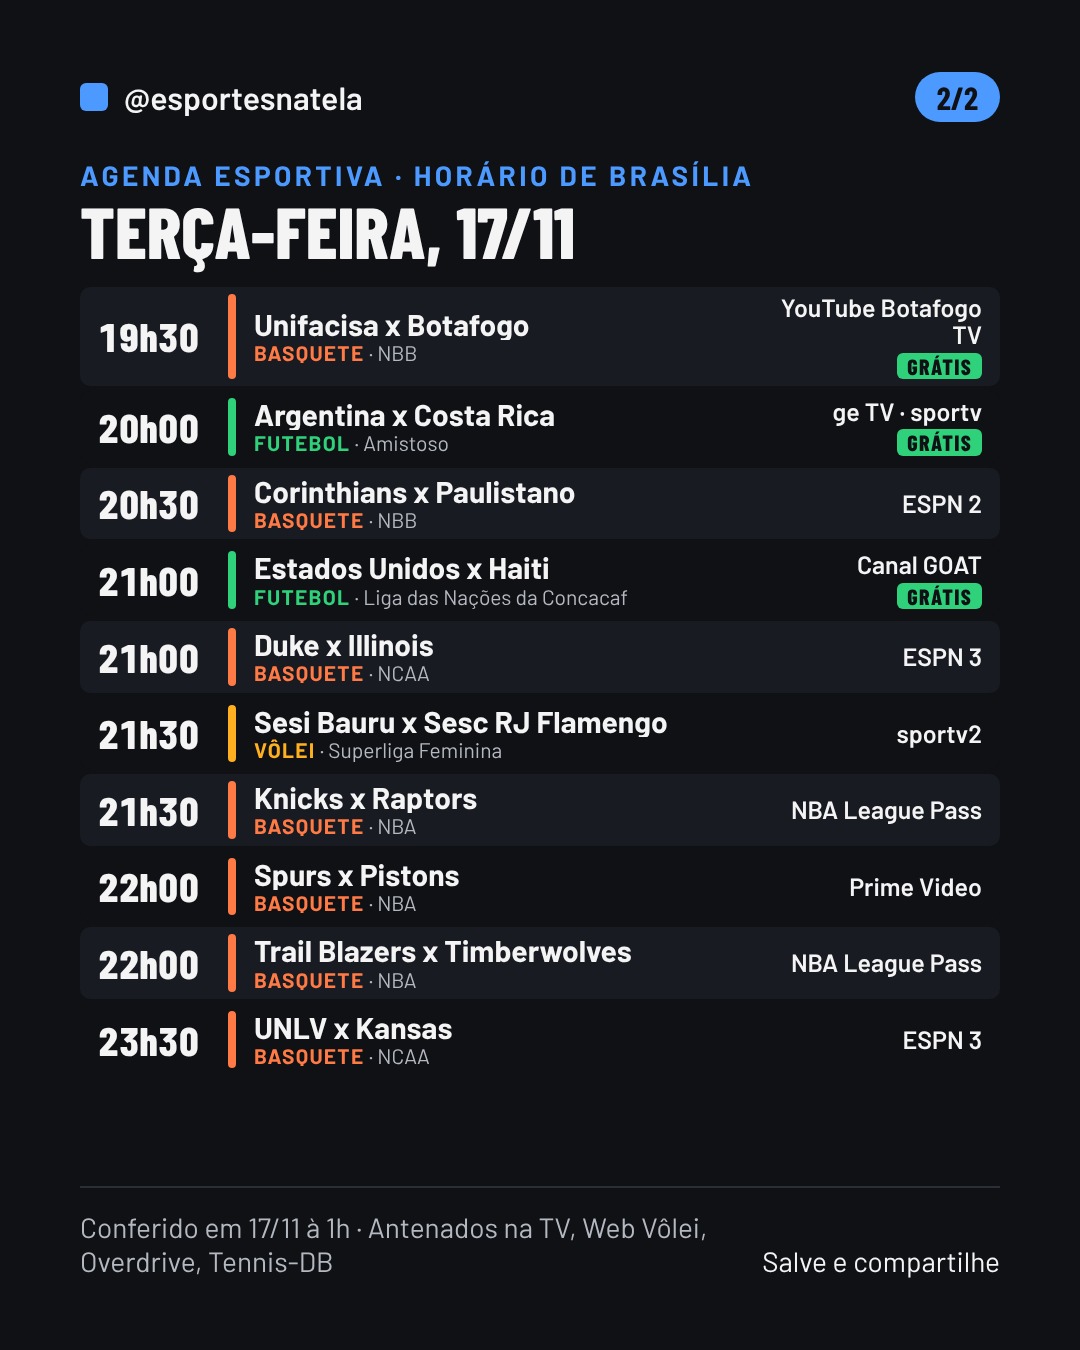 @esportesnatela
2/2
AGENDA ESPORTIVA · HORÁRIO DE BRASÍLIA
TERÇA-FEIRA, 17/11
19h30
Unifacisa x Botafogo
BASQUETE · NBB
YouTube Botafogo
TV
GRÁTIS
20h00
Argentina x Costa Rica
FUTEBOL · Amistoso
ge TV · sportv
GRÁTIS
20h30
Corinthians x Paulistano
BASQUETE · NBB
ESPN 2
21h00
Estados Unidos x Haiti
FUTEBOL · Liga das Nações da Concacaf
Canal GOAT
GRÁTIS
21h00
Duke x Illinois
BASQUETE · NCAA
ESPN 3
21h30
Sesi Bauru x Sesc RJ Flamengo
VÔLEI · Superliga Feminina
sportv2
21h30
Knicks x Raptors
BASQUETE · NBA
NBA League Pass
22h00
Spurs x Pistons
BASQUETE · NBA
Prime Video
22h00
Trail Blazers x Timberwolves
BASQUETE · NBA
NBA League Pass
23h30
UNLV x Kansas
BASQUETE · NCAA
ESPN 3
Conferido em 17/11 à 1h · Antenados na TV, Web Vôlei,
Overdrive, Tennis-DB
Salve e compartilhe